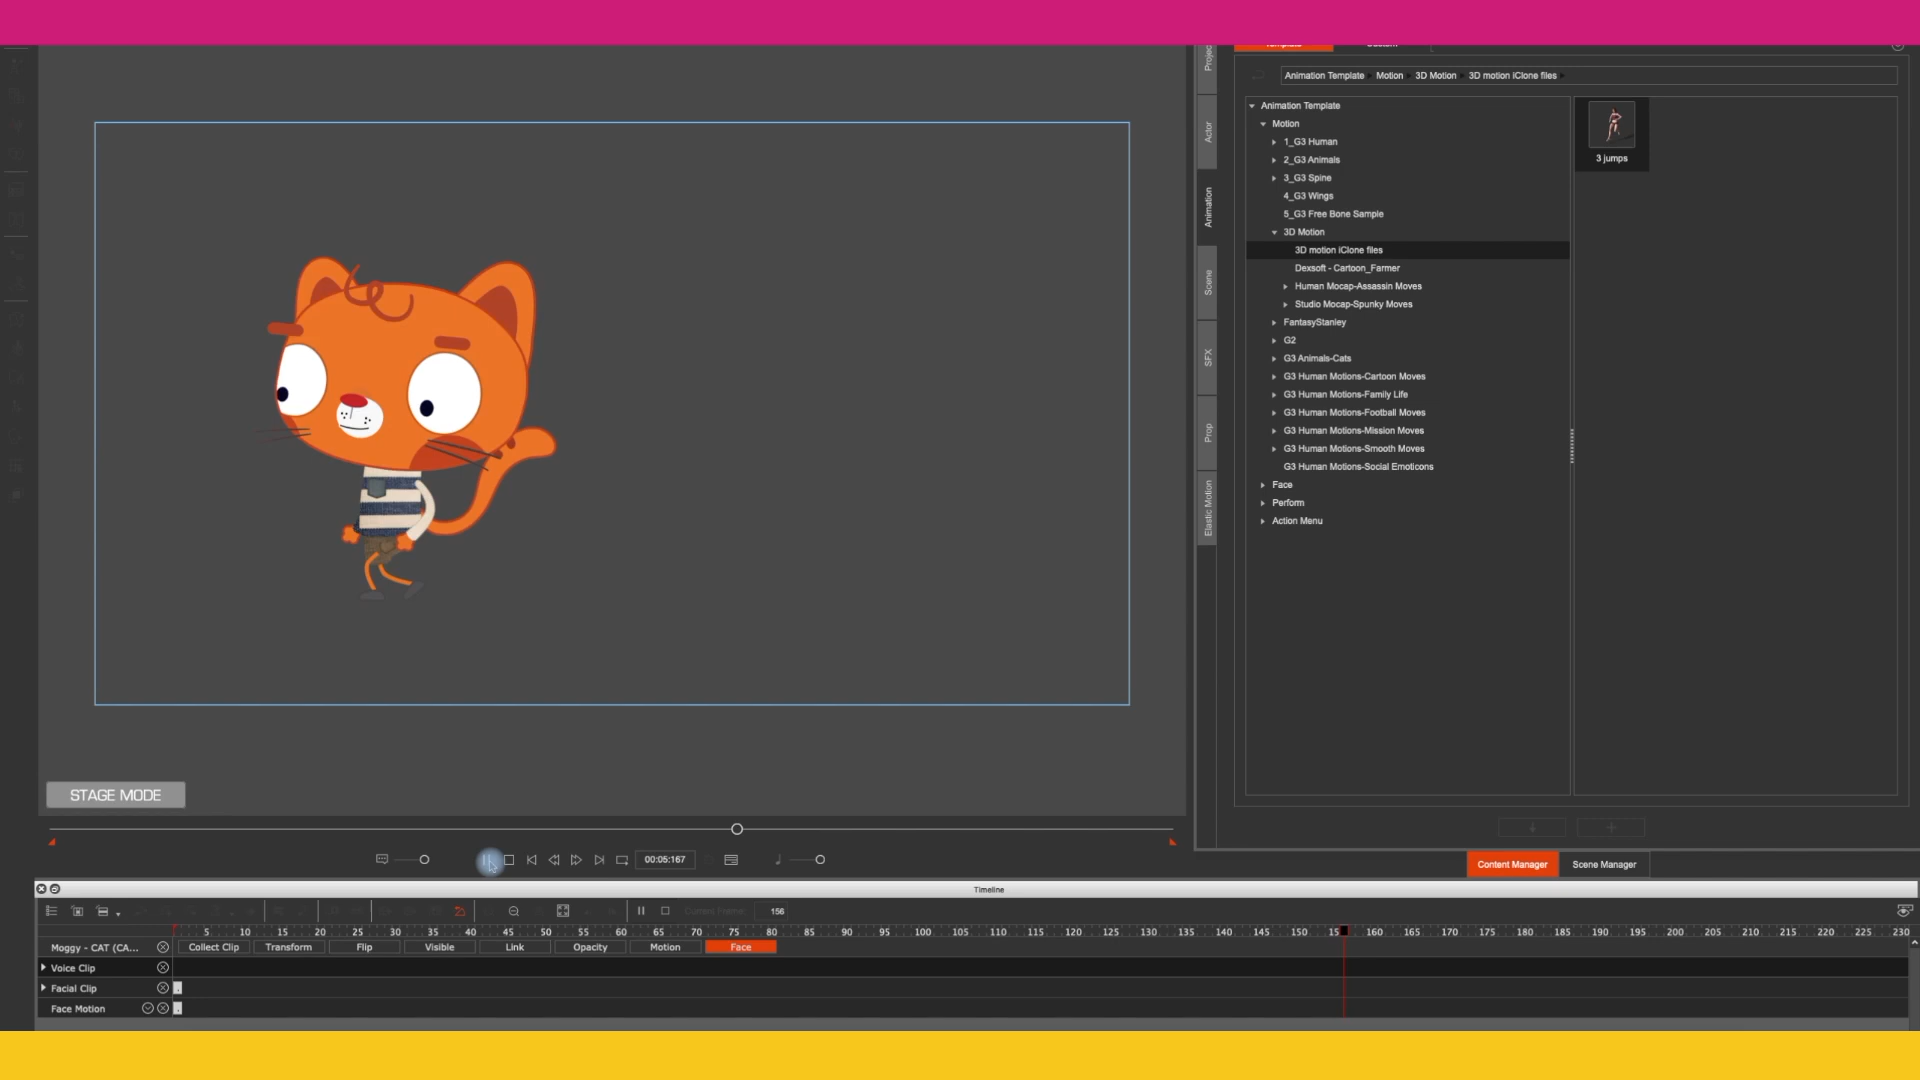 Animation Template Motion 3D Motion 3D motion iClone files
Project
Actor
Animation
Scene
SFX
Prop
Elastic Motion
Animation Template
Motion
1_G3 Human
2_G3 Animals
3_G3 Spine
4_G3 Wings
5_G3 Free Bone Sample
3D Motion
3D motion iClone files
Dexsoft - Cartoon_Farmer
Human Mocap-Assassin Moves
Studio Mocap-Spunky Moves
FantasyStanley
G2
G3 Animals-Cats
G3 Human Motions-Cartoon Moves
G3 Human Motions-Family Life
G3 Human Motions-Football Moves
G3 Human Motions-Mission Moves
G3 Human Motions-Smooth Moves
G3 Human Motions-Social Emoticons
Face
Perform
Action Menu
3 jumps
STAGE MODE
00:05:167
Content Manager Scene Manager
Timeline
Current Frame: 156
5 10 15 20 25 30 35 40 45 50 55 60 65 70 75 80 85 90 95 100 105 110 115 120 125 130 135 140 145 150 15 160 165 170 175 180 185 190 195 200 205 210 215 220 225 230
Moggy - CAT (CA... Collect Clip Transform Flip Visible Link Opacity Motion Face
Voice Clip
Facial Clip
Face Motion